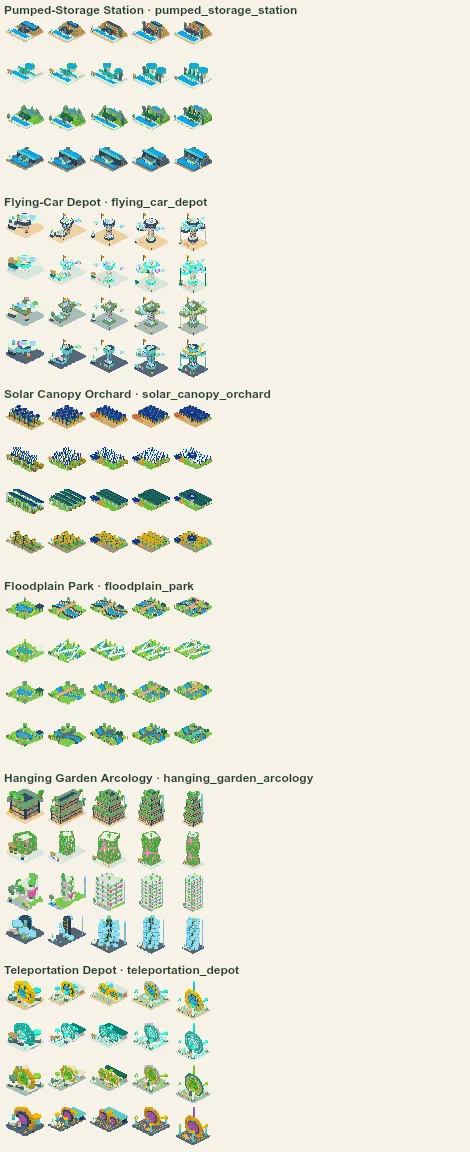 Pumped-Storage Station · pumped_storage_station
Flying-Car Depot · flying_car_depot
Solar Canopy Orchard · solar_canopy_orchard
Floodplain Park · floodplain_park
Hanging Garden Arcology · hanging_garden_arcology
Teleportation Depot · teleportation_depot